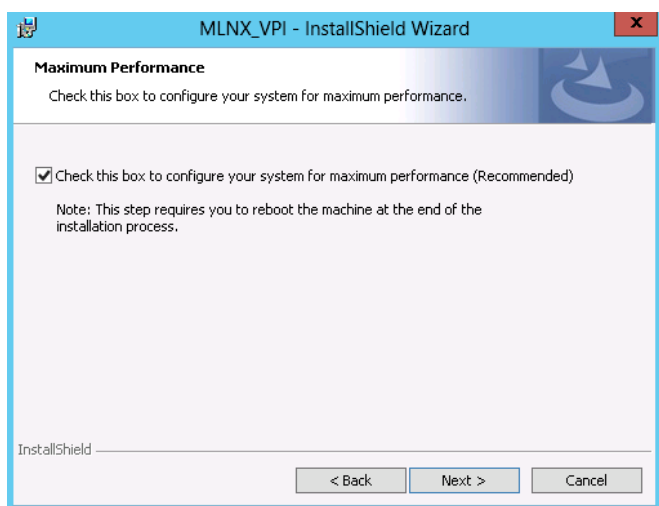 MLNX_VPI - InstallShield Wizard
x
Maximum Performance
Check this box to configure your system for maximum performance.
Check this box to configure your system for maximum performance (Recommended)
Note: This step requires you to reboot the machine at the end of the
installation process.
InstallShield
< Back Next > Cancel